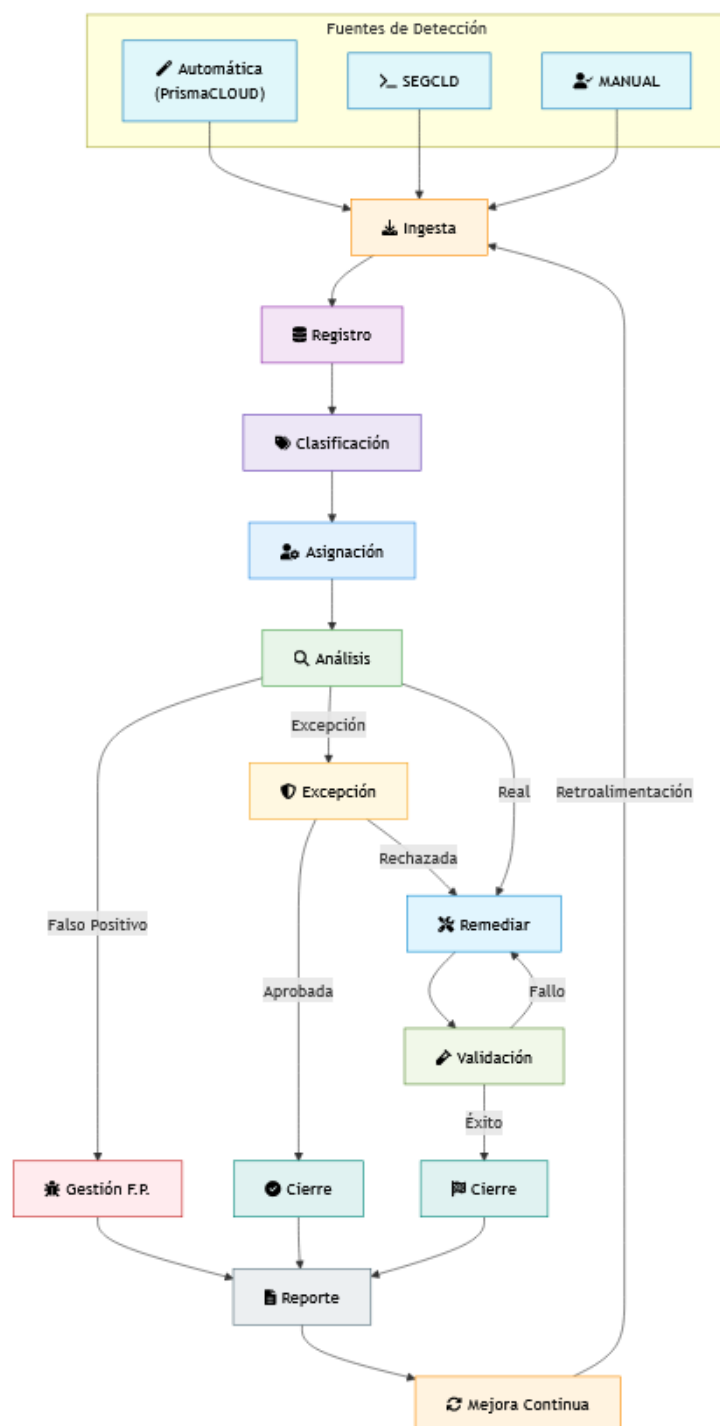 Fuentes de Detección
Automática
(PrismaCLOUD)
SEGCLD
MANUAL
Ingesta
Registro
Clasificación
Asignación
Análisis
Excepción
Excepción
Real
Retroalimentación
Rechazada
Falso Positivo
Remediar
Aprobada
Fallo
Validación
Éxito
Gestión F.P.
Cierre
Cierre
Reporte
Mejora Continua